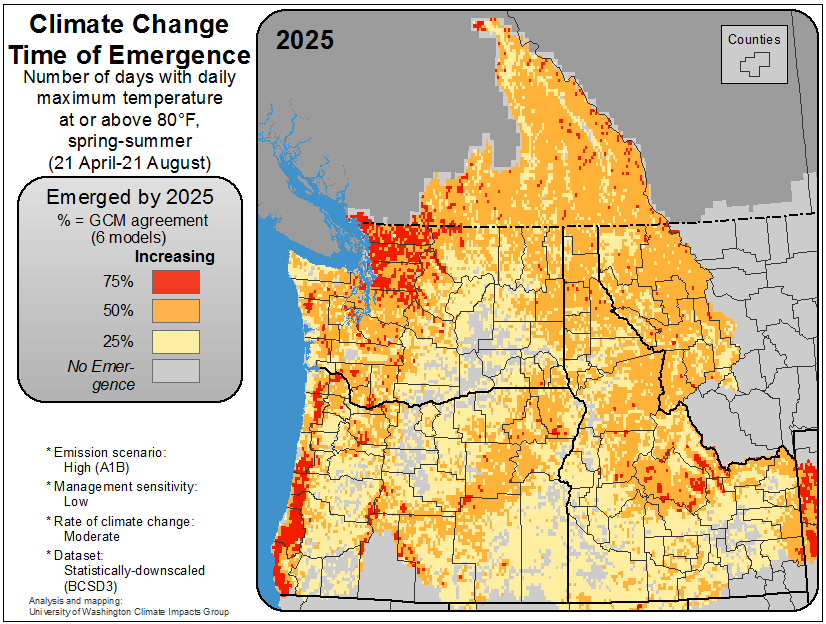 Climate Change
Time of Emergence
Number of days with daily
maximum temperature
at or above 80°F,
spring-summer
(21 April-21 August)
Emerged by 2025
% = GCM agreement
(6 models)
Increasing
75%
50%
25%
No Emer-
gence
* Emission scenario:
High (A1B)
* Management sensitivity:
Low
* Rate of climate change:
Moderate
* Dataset:
Statistically-downscaled
(BCSD3)
Analysis and mapping:
University of Washington Climate Impacts Group
2025
Counties